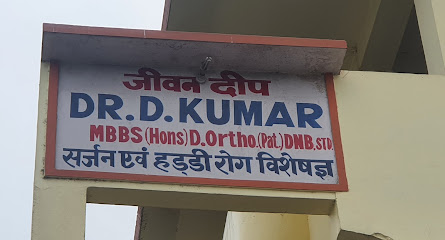 जीवन दीप
DR.D.KUMAR
MBBS(Hons)D.Ortho.(Pat.)DNB.STD.
सर्जन एवं हड्डी रोग विशेषज्ञ